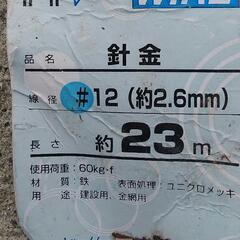 WIRE
品名 針金
線径 #12(約2.6mm)
長さ 約23m
使用荷重:60kg-f
材質:鉄 表面処理:ユニクロメッキ
用途:建設用、金網用